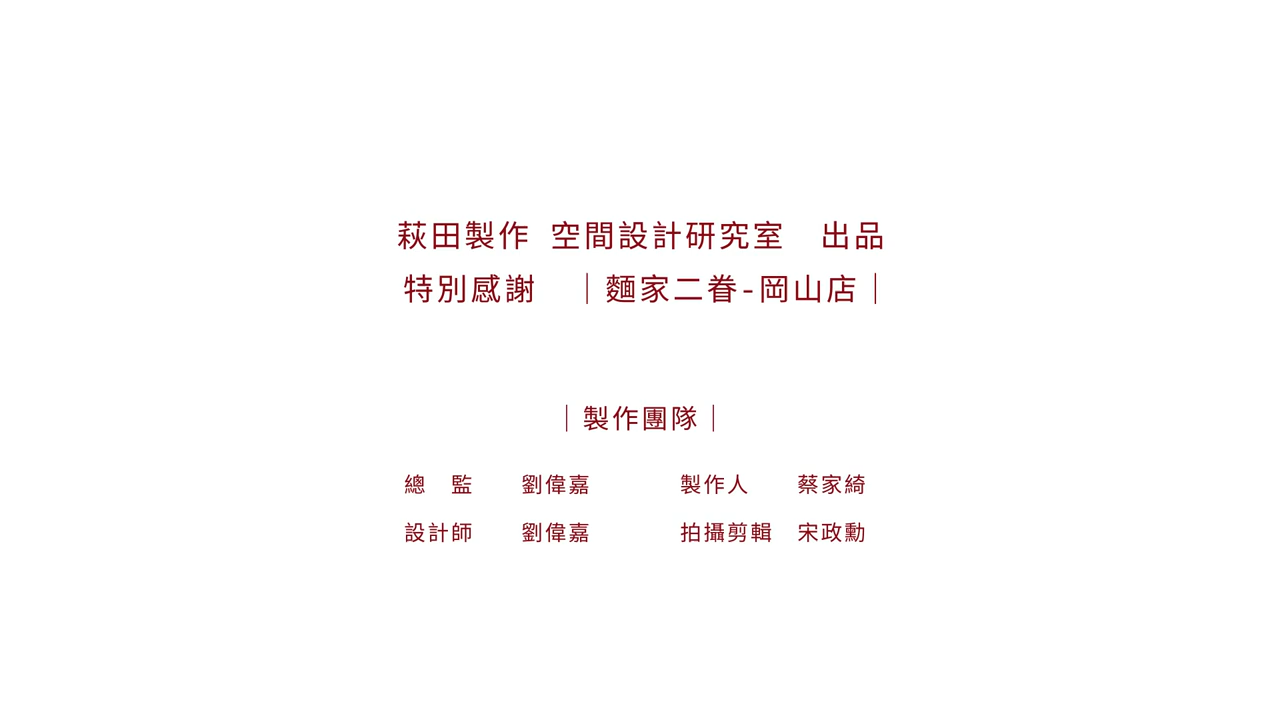 萩田製作 空間設計研究室　出品
特別感謝　｜麵家二眷-岡山店｜
｜製作團隊｜
總　監　　劉偉嘉　　　　製作人　　蔡家綺
設計師　　劉偉嘉　　　　拍攝剪輯　宋政勳